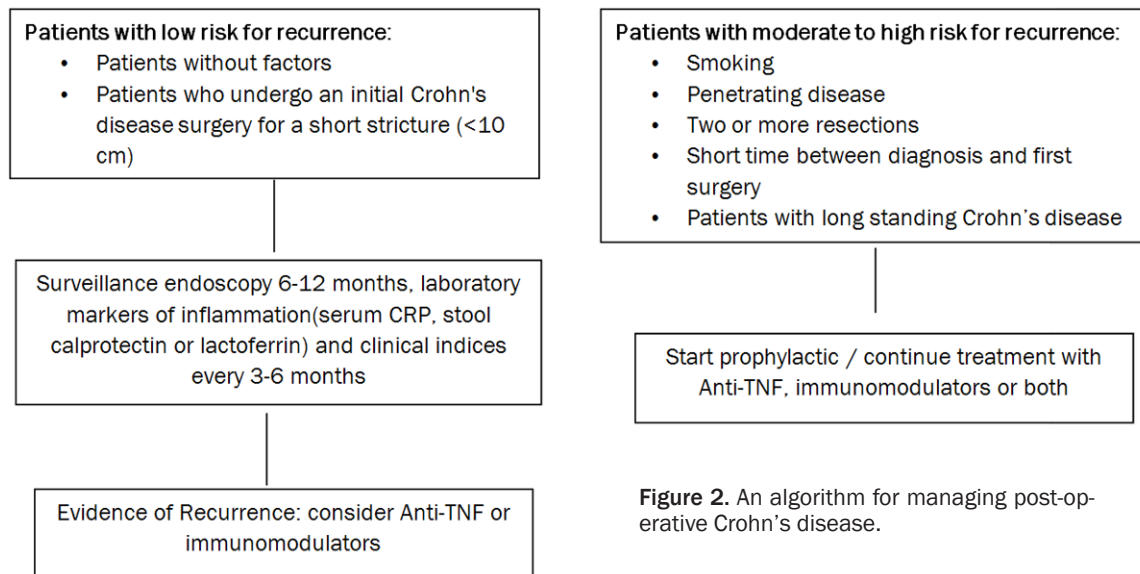 Patients with low risk for recurrence:
• Patients without factors
• Patients who undergo an initial Crohn's
disease surgery for a short stricture (<10
cm)
Surveillance endoscopy 6-12 months, laboratory
markers of inflammation(serum CRP, stool
calprotectin or lactoferrin) and clinical indices
every 3-6 months
Evidence of Recurrence: consider Anti-TNF or
immunomodulators
Patients with moderate to high risk for recurrence:
• Smoking
• Penetrating disease
• Two or more resections
• Short time between diagnosis and first
surgery
• Patients with long standing Crohn’s disease
Start prophylactic / continue treatment with
Anti-TNF, immunomodulators or both
Figure 2. An algorithm for managing post-op-
erative Crohn’s disease.